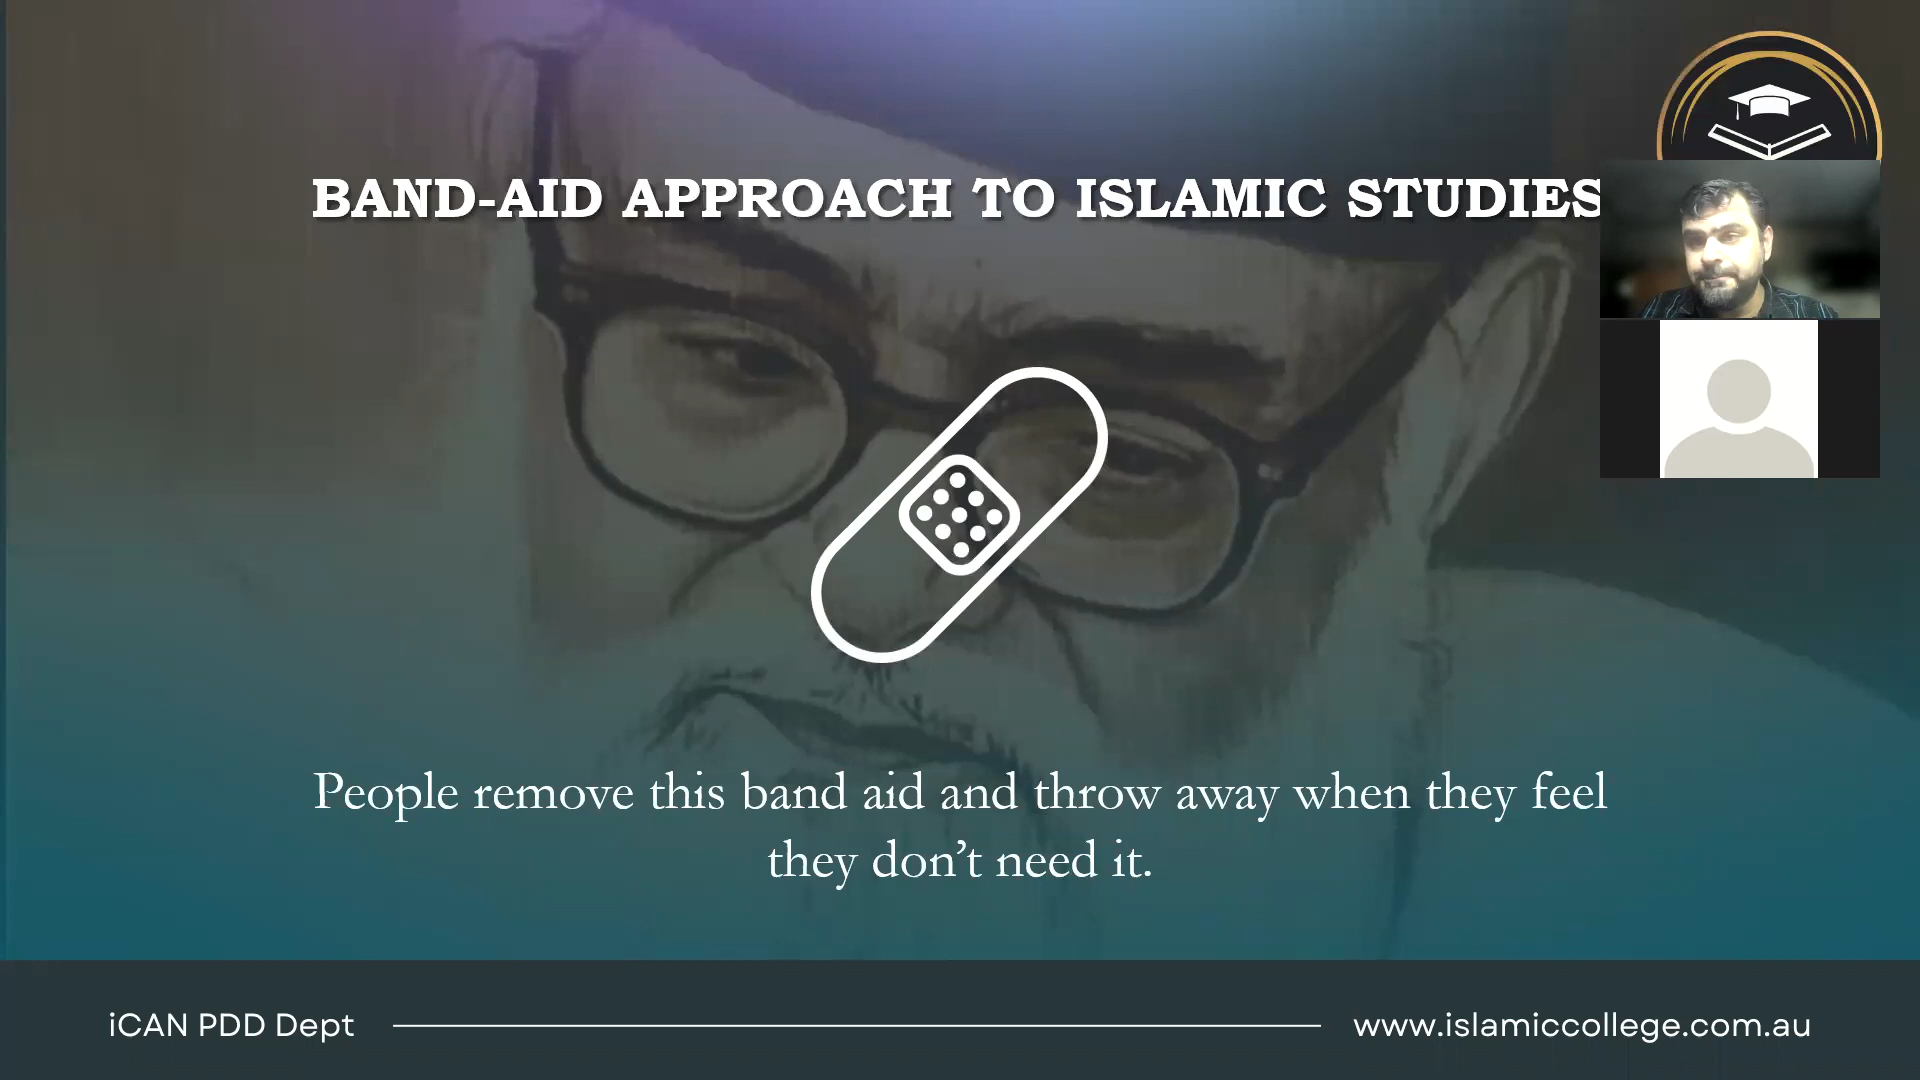 BAND-AID APPROACH TO ISLAMIC STUDIES
People remove this band aid and throw away when they feel
they don’t need it.
iCAN PDD Dept
www.islamiccollege.com.au